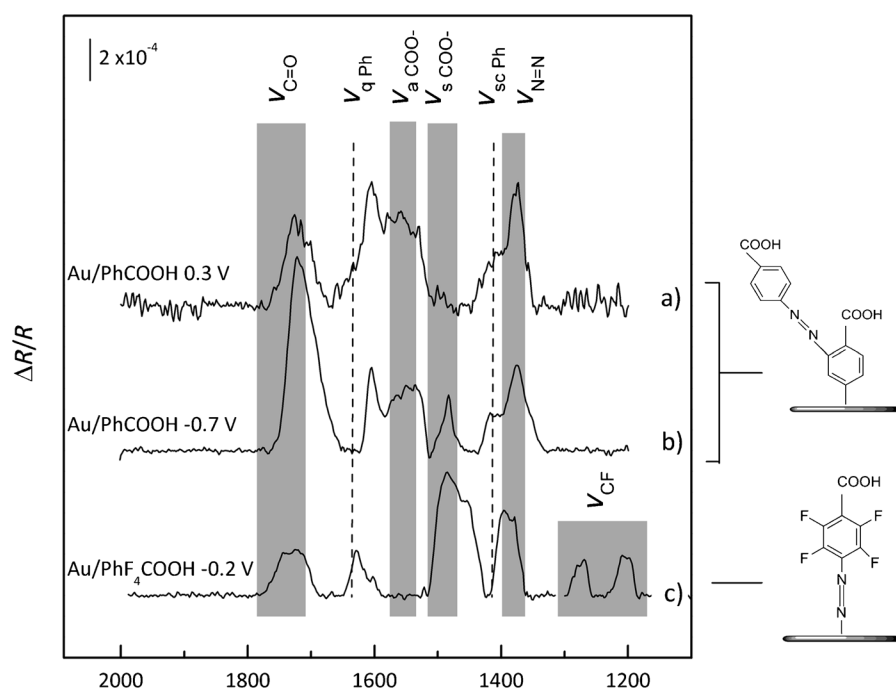 2 x10⁻⁴
νC=O
νq Ph
νa COO-
νs COO-
νsc Ph
νN=N
Au/PhCOOH 0.3 V
a)
ΔR/R
Au/PhCOOH -0.7 V
b)
νCF
Au/PhF₄COOH -0.2 V
c)
2000 1800 1600 1400 1200
COOH
N
N
COOH
COOH
F F
F F
N
N